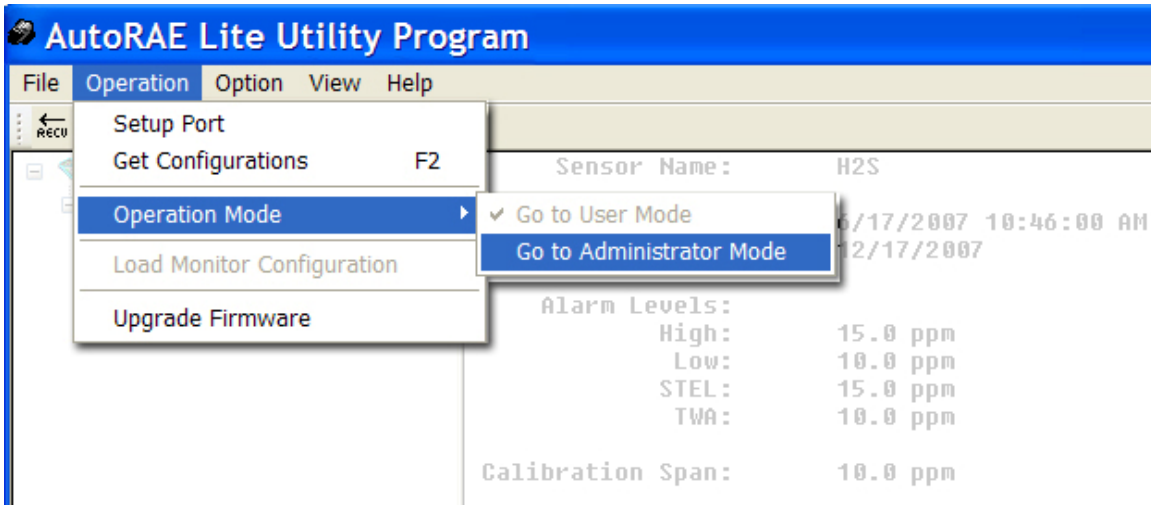 AutoRAE Lite Utility Program
File Operation Option View Help
RECV
Setup Port
Get Configurations F2
Operation Mode
Load Monitor Configuration
Upgrade Firmware
Go to User Mode
Go to Administrator Mode
Sensor Name: H2S
6/17/2007 10:46:00 AM
12/17/2007
Alarm Levels:
High: 15.0 ppm
Low: 10.0 ppm
STEL: 15.0 ppm
TWA: 10.0 ppm
Calibration Span: 10.0 ppm